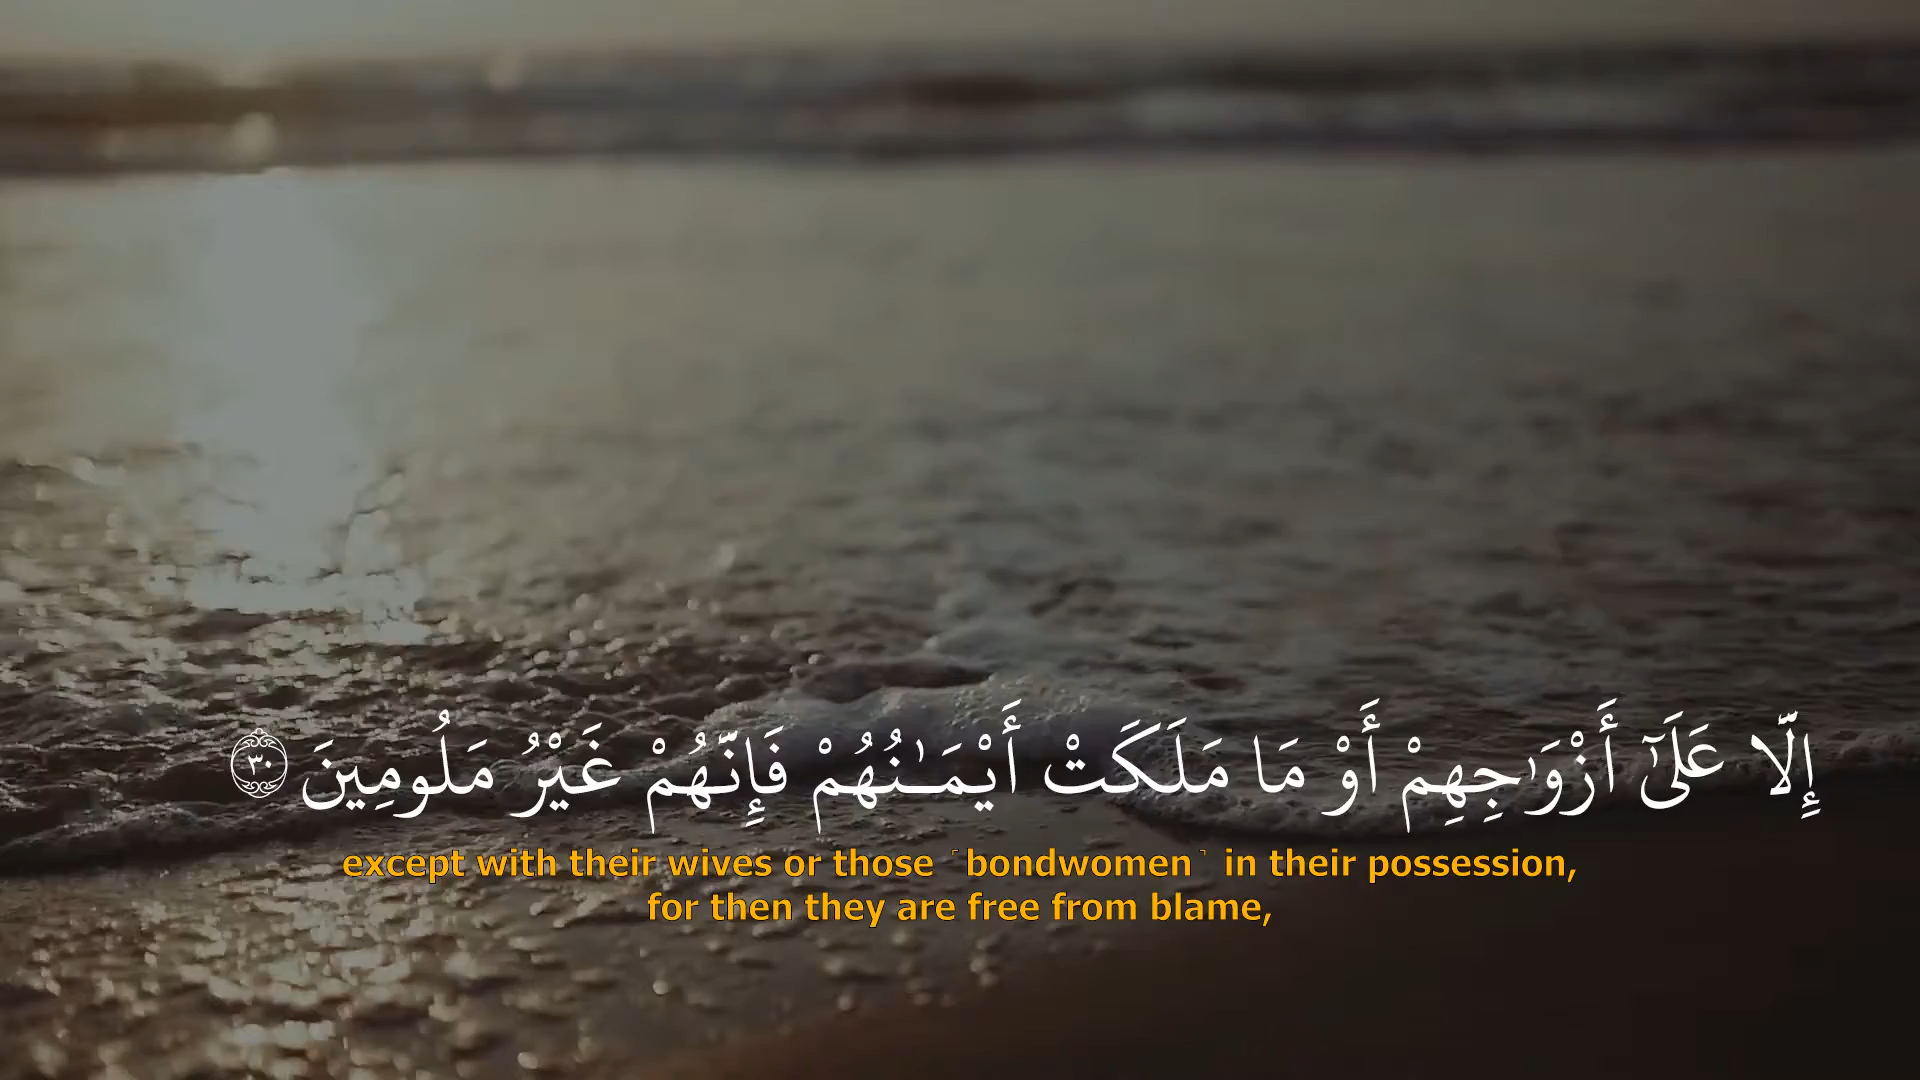 إِلَّا عَلَىٰٓ أَزْوَٰجِهِمْ أَوْ مَا مَلَكَتْ أَيْمَـٰنُهُمْ فَإِنَّهُمْ غَيْرُ مَلُومِينَ ٣٠
except with their wives or those ˹bondwomen˺ in their possession,
for then they are free from blame,